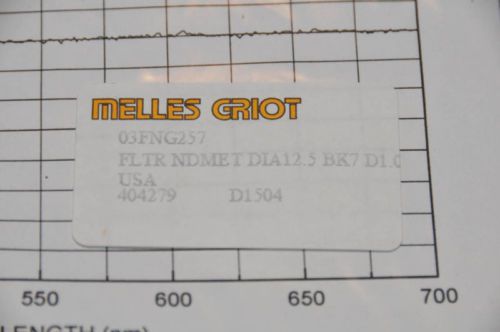 MELLES GRIOT
03FNG257
FLTR NDMET DIA12.5 BK7 D1.0
USA
404279 D1504
550 600 650 700
LENGTH (nm)